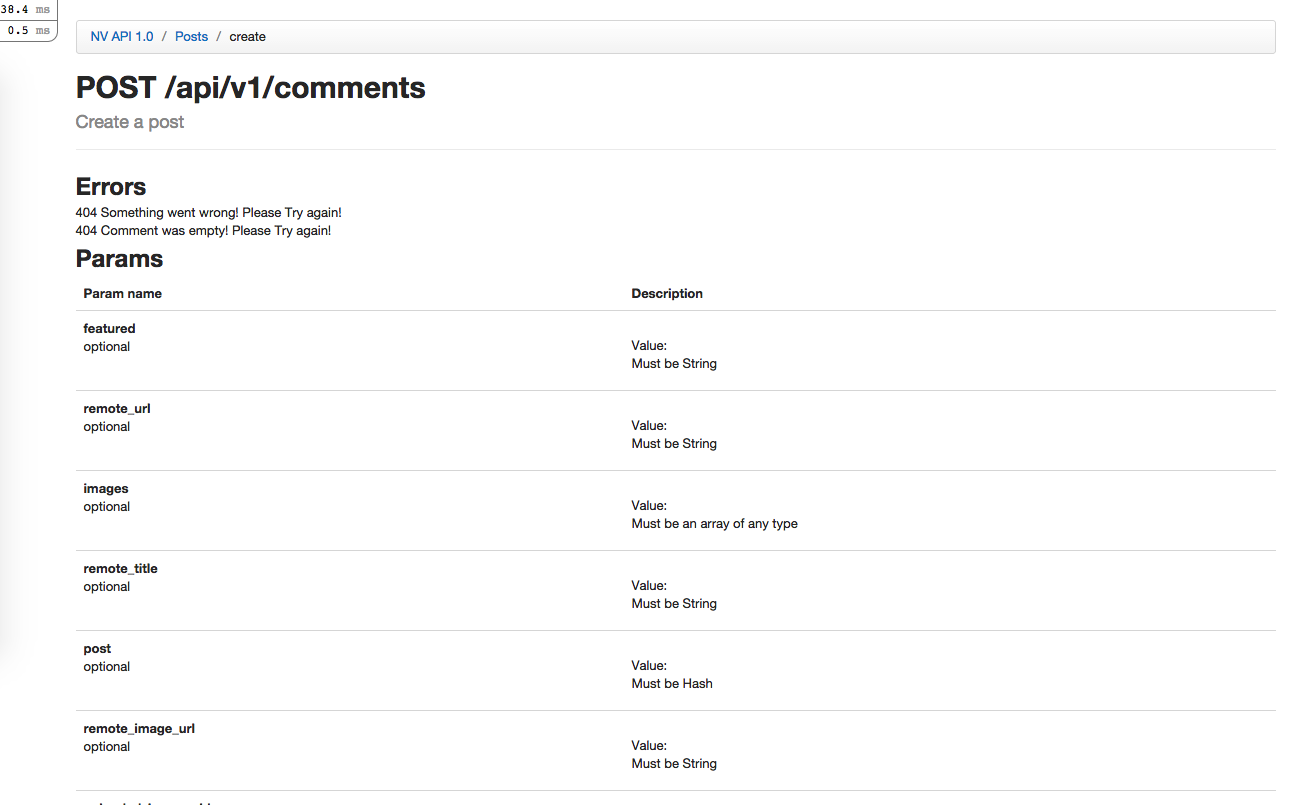 38.4 ms
0.5 ms
NV API 1.0 / Posts / create
POST /api/v1/comments
Create a post
Errors
404 Something went wrong! Please Try again!
404 Comment was empty! Please Try again!
Params
Param name Description
featured
optional
Value:
Must be String
remote_url
optional
Value:
Must be String
images
optional
Value:
Must be an array of any type
remote_title
optional
Value:
Must be String
post
optional
Value:
Must be Hash
remote_image_url
optional
Value:
Must be String